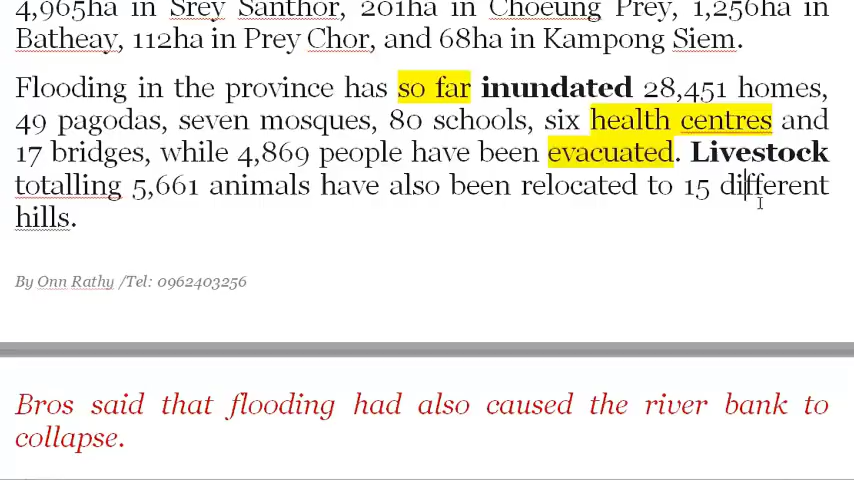 4,965ha in Srey Santhor, 201ha in Choeung Prey, 1,256ha in
Batheay, 112ha in Prey Chor, and 68ha in Kampong Siem.
Flooding in the province has so far inundated 28,451 homes,
49 pagodas, seven mosques, 80 schools, six health centres and
17 bridges, while 4,869 people have been evacuated. Livestock
totalling 5,661 animals have also been relocated to 15 different
hills.
By Onn Rathy /Tel: 0962403256
Bros said that flooding had also caused the river bank to
collapse.